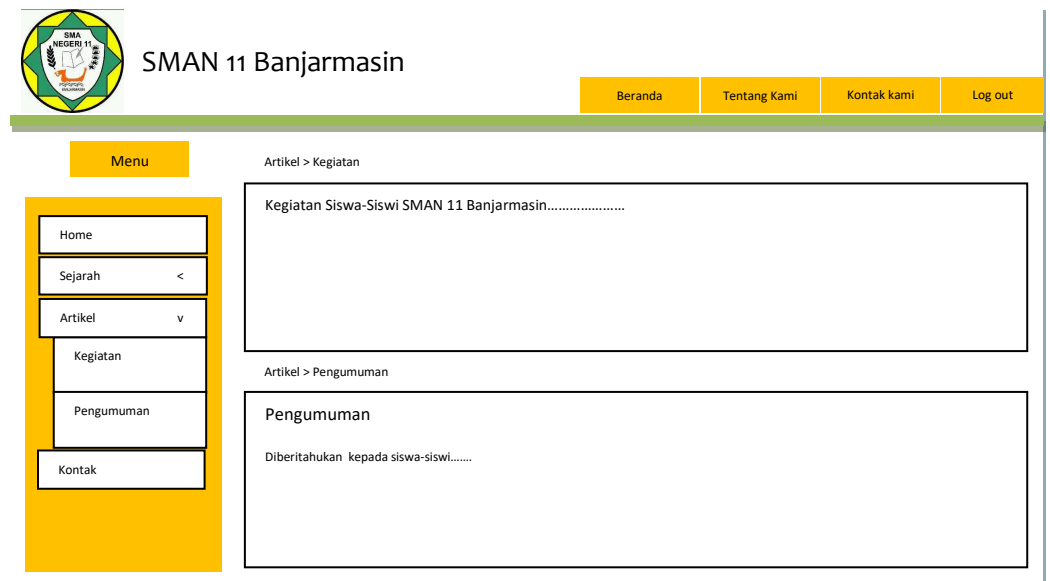 SMA
NEGERI 11
BANJARMASIN
SMAN 11 Banjarmasin
Beranda
Tentang Kami
Kontak kami
Log out
Menu
Home
Sejarah <
Artikel v
Kegiatan
Pengumuman
Kontak
Artikel > Kegiatan
Kegiatan Siswa-Siswi SMAN 11 Banjarmasin…………………
Artikel > Pengumuman
Pengumuman
Diberitahukan  kepada siswa-siswi…….